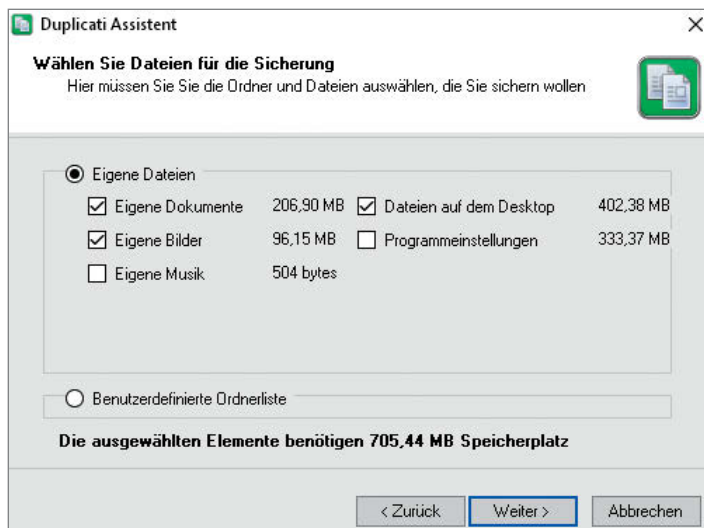 Duplicati Assistent
Wählen Sie Dateien für die Sicherung
Hier müssen Sie Sie die Ordner und Dateien auswählen, die Sie sichern wollen
Eigene Dateien
Eigene Dokumente 206,90 MB Dateien auf dem Desktop 402,38 MB
Eigene Bilder 96,15 MB Programmeinstellungen 333,37 MB
Eigene Musik 504 bytes
Benutzerdefinierte Ordnerliste
Die ausgewählten Elemente benötigen 705,44 MB Speicherplatz
< Zurück Weiter > Abbrechen